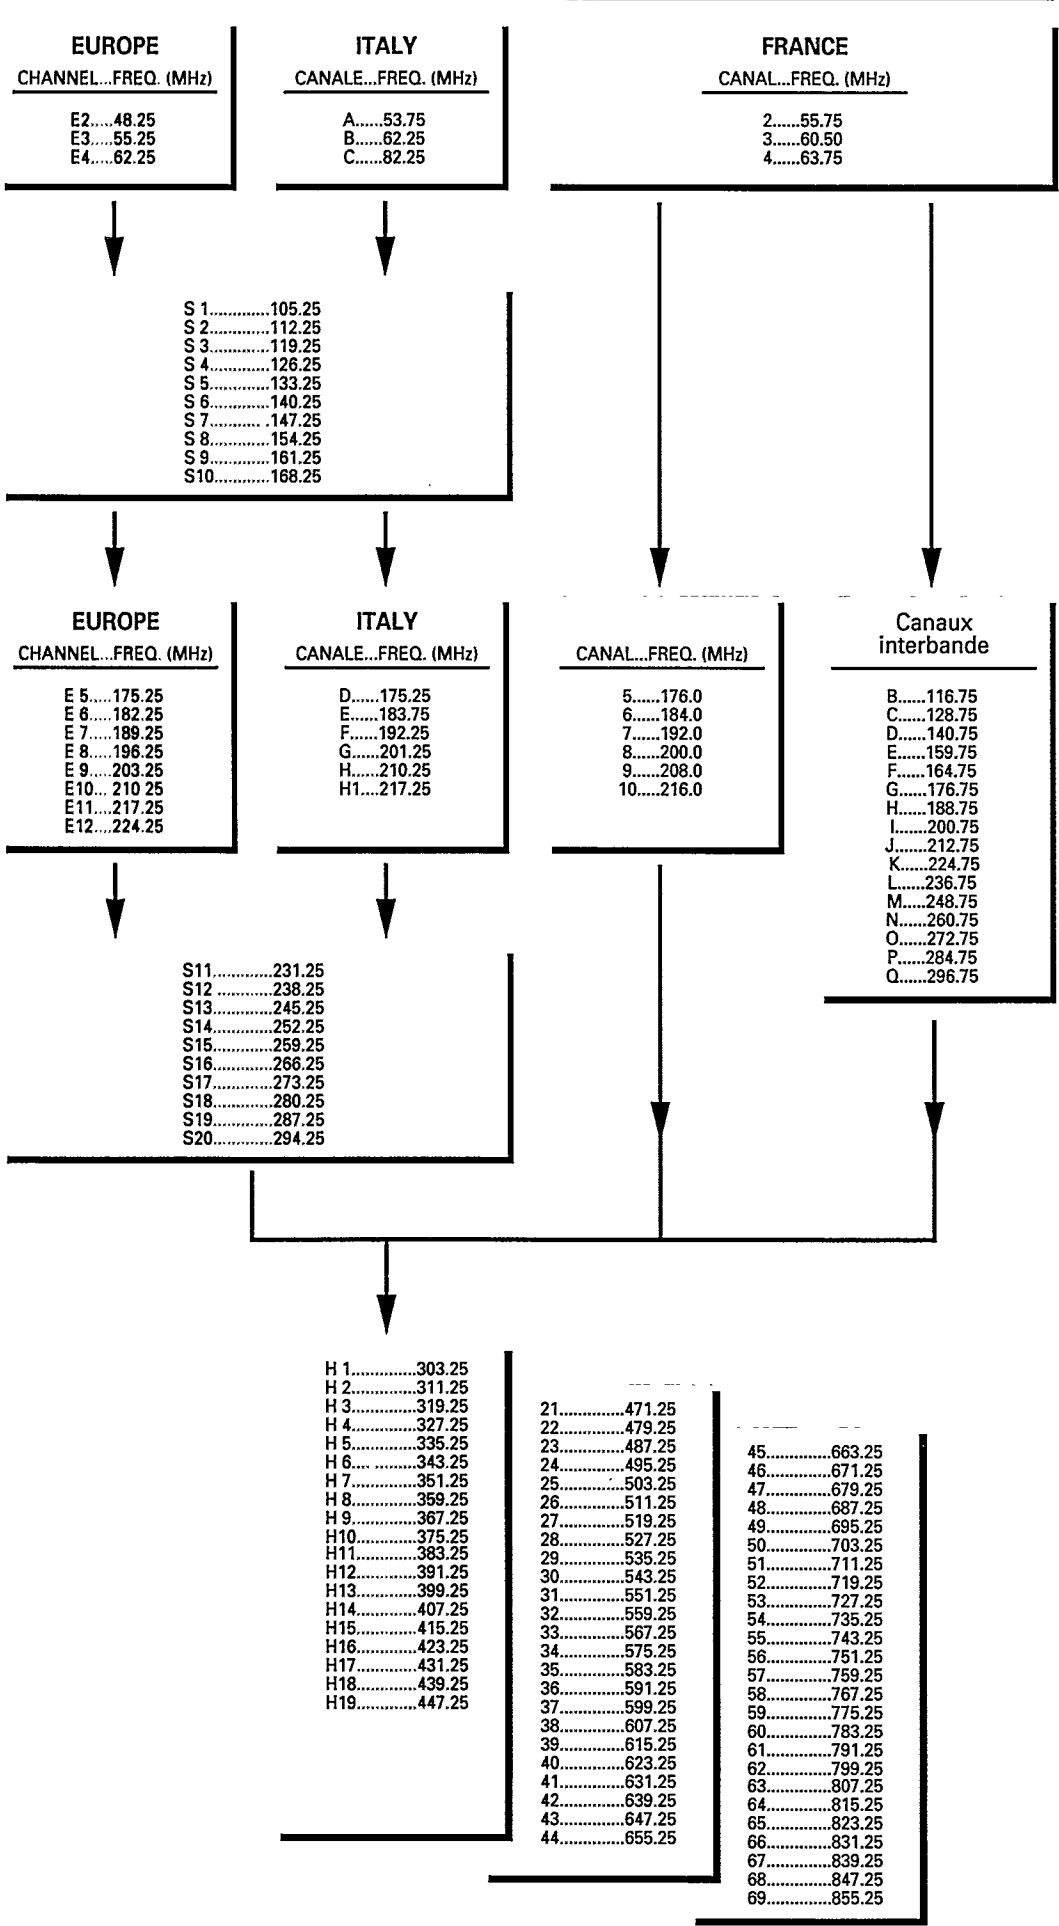 EUROPE
CHANNEL...FREQ. (MHz)
E2.....48.25
E3.....55.25
E4.....62.25
ITALY
CANALE...FREQ. (MHz)
A......53.75
B......62.25
C......82.25
FRANCE
CANAL...FREQ. (MHz)
2......55.75
3......60.50
4......63.75
S 1.............105.25
S 2.............112.25
S 3.............119.25
S 4.............126.25
S 5.............133.25
S 6.............140.25
S 7............ .147.25
S 8.............154.25
S 9.............161.25
S10............168.25
EUROPE
CHANNEL...FREQ. (MHz)
E 5.....175.25
E 6.....182.25
E 7.....189.25
E 8.....196.25
E 9.....203.25
E10... 210 25
E11....217.25
E12....224.25
ITALY
CANALE...FREQ. (MHz)
D......175.25
E......183.75
F......192.25
G......201.25
H......210.25
H1....217.25
CANAL...FREQ. (MHz)
5......176.0
6......184.0
7......192.0
8......200.0
9......208.0
10.....216.0
Canaux
interbande
B......116.75
C......128.75
D......140.75
E......159.75
F......164.75
G......176.75
H......188.75
I.......200.75
J.......212.75
K......224.75
L......236.75
M.....248.75
N......260.75
O......272.75
P......284.75
Q......296.75
S11.............231.25
S12 ............238.25
S13.............245.25
S14.............252.25
S15.............259.25
S16.............266.25
S17.............273.25
S18.............280.25
S19.............287.25
S20.............294.25
H 1..............303.25
H 2..............311.25
H 3..............319.25
H 4..............327.25
H 5..............335.25
H 6.... .........343.25
H 7..............351.25
H 8..............359.25
H 9..............367.25
H10.............375.25
H11.............383.25
H12.............391.25
H13.............399.25
H14.............407.25
H15.............415.25
H16.............423.25
H17.............431.25
H18.............439.25
H19.............447.25
21..............471.25
22..............479.25
23..............487.25
24..............495.25
25..............503.25
26..............511.25
27..............519.25
28..............527.25
29..............535.25
30..............543.25
31..............551.25
32..............559.25
33..............567.25
34..............575.25
35..............583.25
36..............591.25
37..............599.25
38..............607.25
39..............615.25
40..............623.25
41..............631.25
42..............639.25
43..............647.25
44..............655.25
45..............663.25
46..............671.25
47..............679.25
48..............687.25
49..............695.25
50..............703.25
51..............711.25
52..............719.25
53..............727.25
54..............735.25
55..............743.25
56..............751.25
57..............759.25
58..............767.25
59..............775.25
60..............783.25
61..............791.25
62..............799.25
63..............807.25
64..............815.25
65..............823.25
66..............831.25
67..............839.25
68..............847.25
69..............855.25